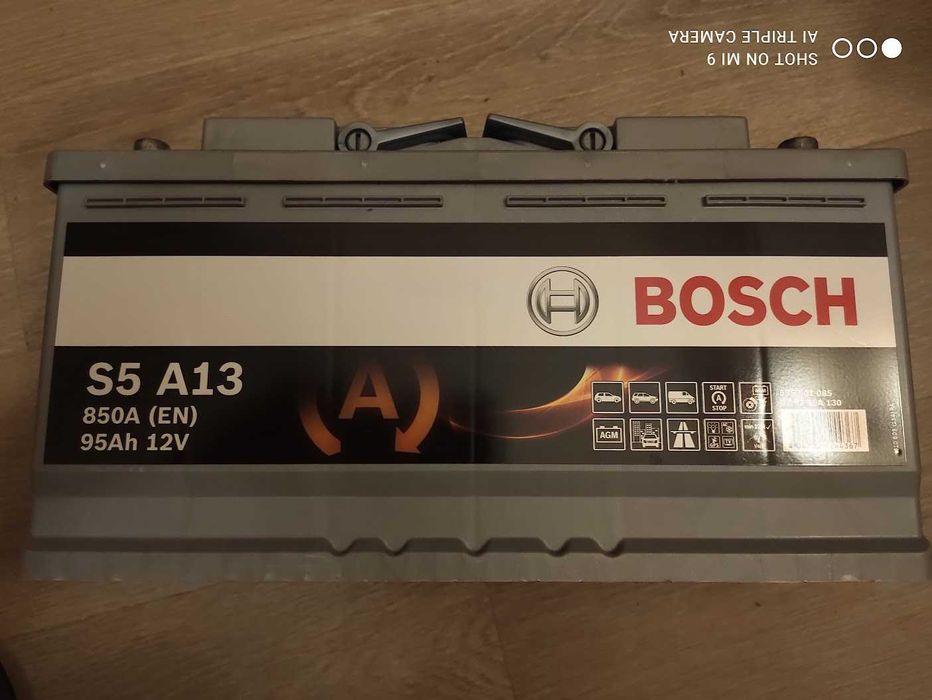 SHOT ON MI 9
AI TRIPLE CAMERA
BOSCH
S5 A13
850A (EN)
95Ah 12V
A
START
A
STOP
AGM